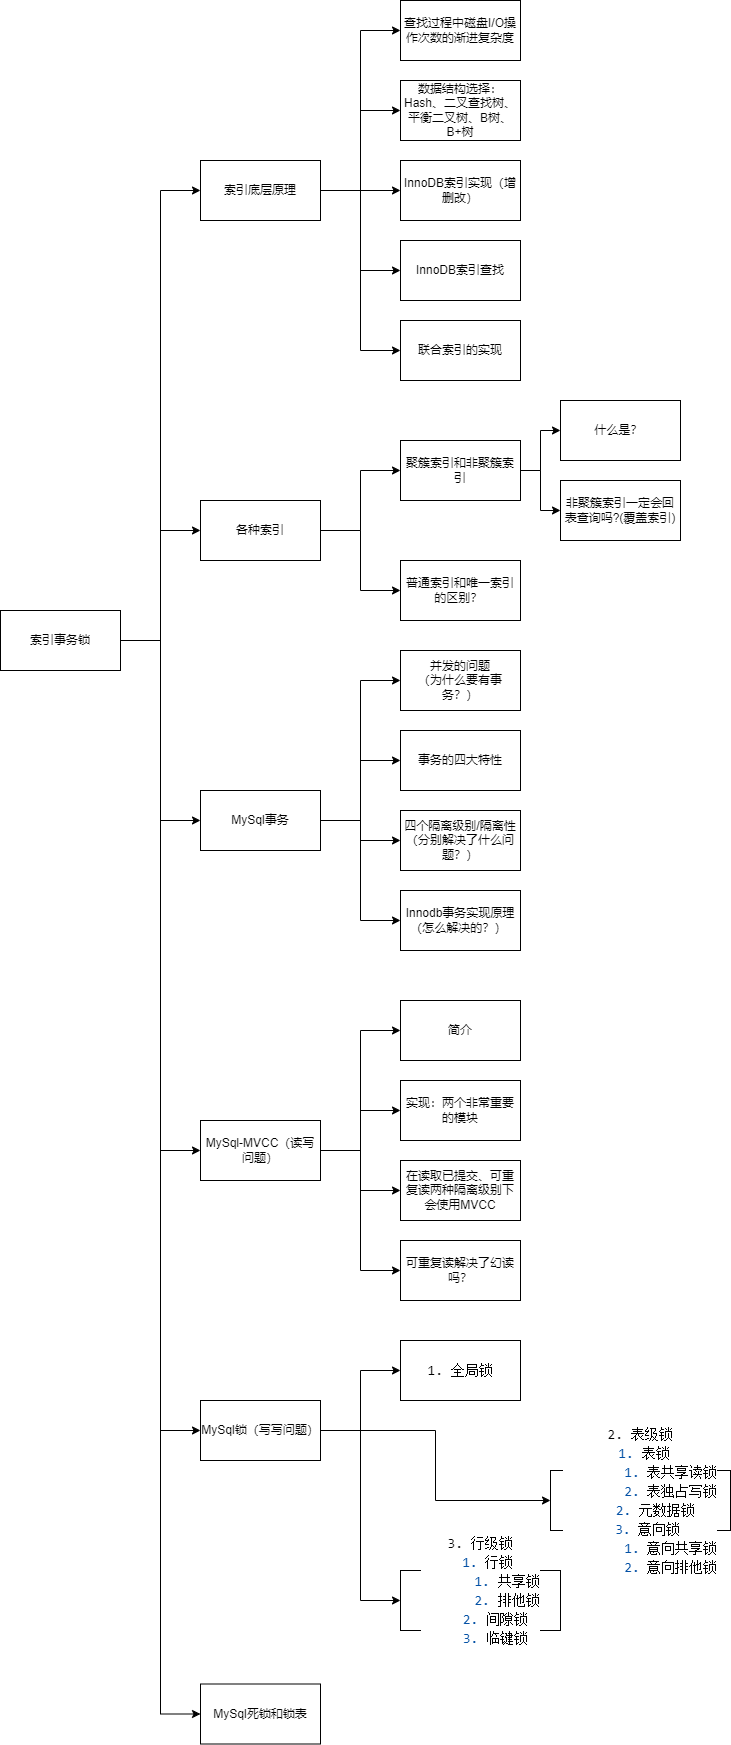 查找过程中磁盘I/O操
作次数的渐进复杂度
数据结构选择：
Hash、二叉查找树、
平衡二叉树、B树、
B+树
索引底层原理
InnoDB索引实现（增
删改）
InnoDB索引查找
联合索引的实现
什么是？
聚簇索引和非聚簇索
引
非聚簇索引一定会回
表查询吗?(覆盖索引)
各种索引
普通索引和唯一索引
的区别？
索引事务锁
并发的问题
（为什么要有事
务？）
事务的四大特性
MySql事务
四个隔离级别/隔离性
（分别解决了什么问
题？）
Innodb事务实现原理
（怎么解决的？）
简介
实现：两个非常重要
的模块
MySql-MVCC（读写
问题）
在读取已提交、可重
复读两种隔离级别下
会使用MVCC
可重复读解决了幻读
吗？
1. 全局锁
MySql锁（写写问题）
2. 表级锁
1. 表锁
1. 表共享读锁
2. 表独占写锁
2. 元数据锁
3. 意向锁
1. 意向共享锁
2. 意向排他锁
3. 行级锁
1. 行锁
1. 共享锁
2. 排他锁
2. 间隙锁
3. 临键锁
MySql死锁和锁表